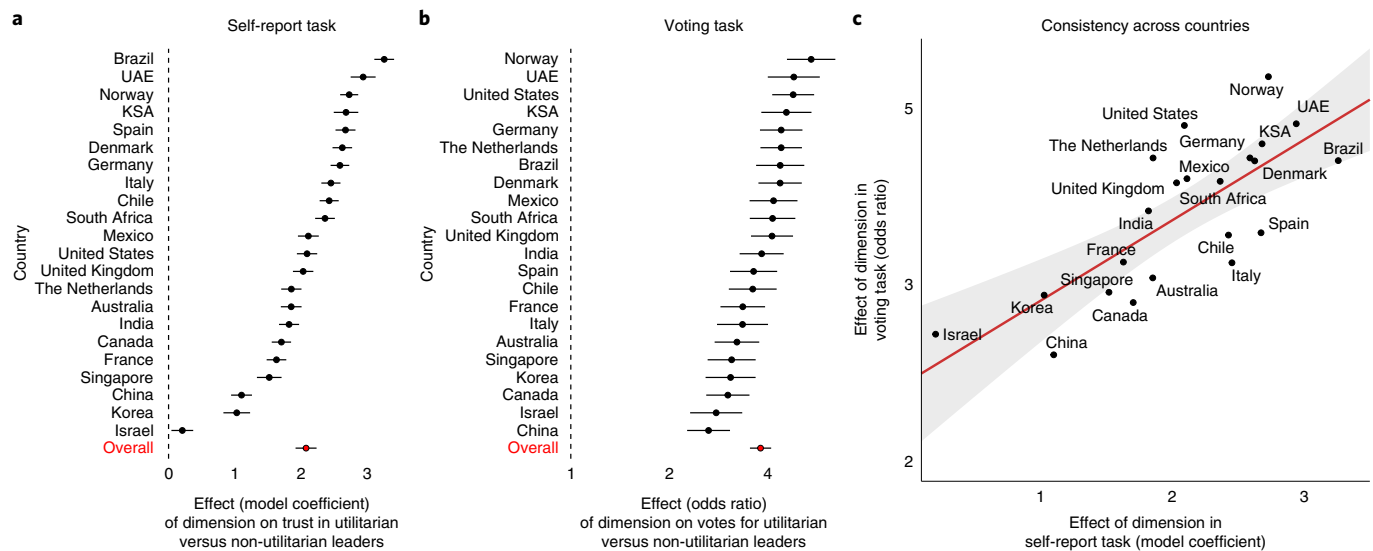 a
Self-report task
Country
Brazil
UAE
Norway
KSA
Spain
Denmark
Germany
Italy
Chile
South Africa
Mexico
United States
United Kingdom
The Netherlands
Australia
India
Canada
France
Singapore
China
Korea
Israel
Overall
0 1 2 3
Effect (model coefficient)
of dimension on trust in utilitarian
versus non-utilitarian leaders
b
Voting task
Country
Norway
UAE
United States
KSA
Germany
The Netherlands
Brazil
Denmark
Mexico
South Africa
United Kingdom
India
Spain
Chile
France
Italy
Australia
Singapore
Korea
Canada
Israel
China
Overall
1 2 4
Effect (odds ratio)
of dimension on votes for utilitarian
versus non-utilitarian leaders
c
Consistency across countries
Effect of dimension in
voting task (odds ratio)
5
3
2
Norway
UAE
United States
KSA
The Netherlands
Germany
Brazil
Mexico
Denmark
United Kingdom
South Africa
India
Spain
France
Chile
Singapore
Italy
Australia
Korea
Canada
Israel
China
1 2 3
Effect of dimension in
self-report task (model coefficient)